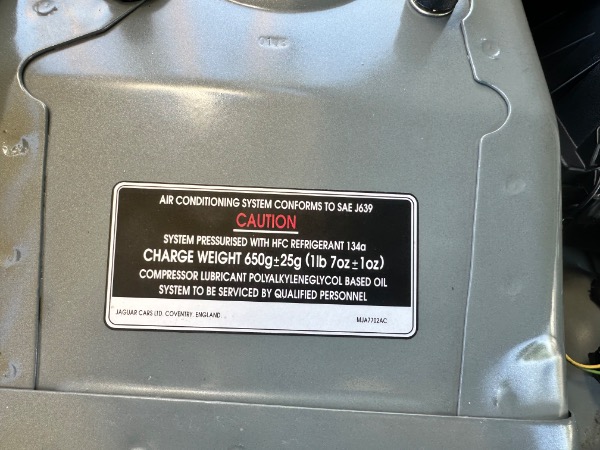 AIR CONDITIONING SYSTEM CONFORMS TO SAE J639
CAUTION
SYSTEM PRESSURISED WITH HFC REFRIGERANT 134a
CHARGE WEIGHT 650g±25g (1lb 7oz±1oz)
COMPRESSOR LUBRICANT POLYALKYLENEGLYCOL BASED OIL
SYSTEM TO BE SERVICED BY QUALIFIED PERSONNEL
JAGUAR CARS LTD. COVENTRY. ENGLAND.
MJA7702AC